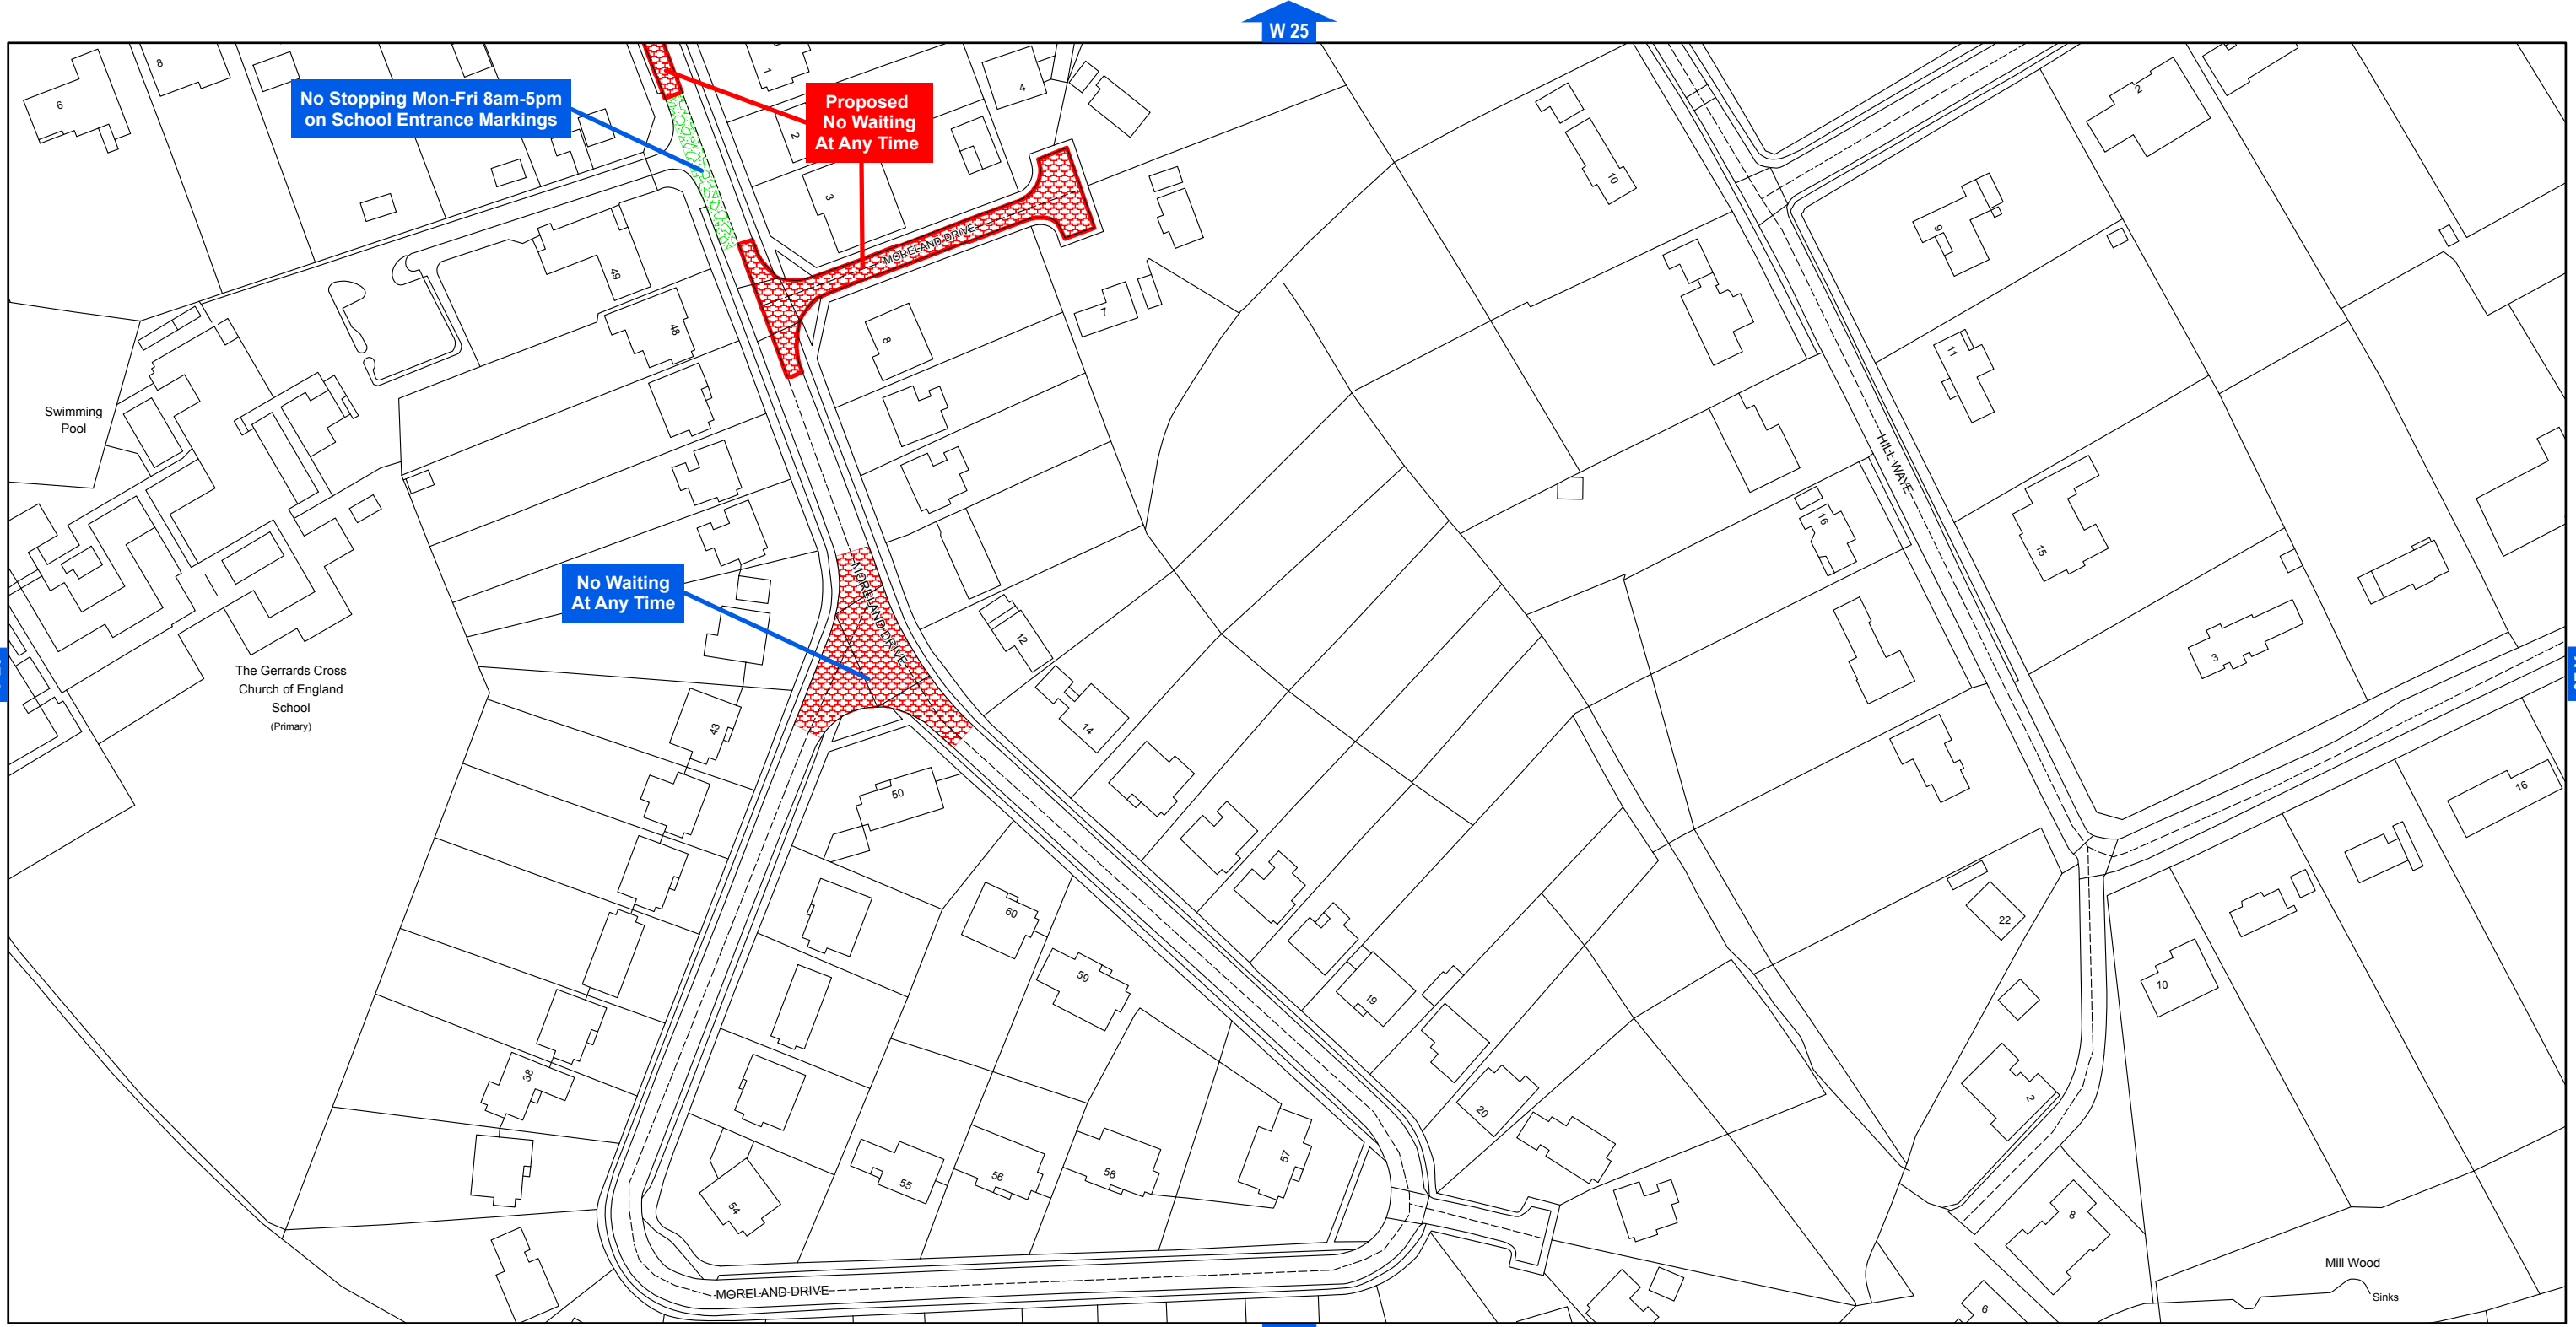 W 25
No Stopping Mon-Fri 8am-5pm
on School Entrance Markings
Proposed
No Waiting
At Any Time
6
8
1
4
2
2
10
3
MORELAND DRIVE
9
49
48
7
8
11
Swimming
Pool
HILL WAYE
16
15
No Waiting
At Any Time
MORELAND DRIVE
12
3
The Gerrards Cross
Church of England
School
(Primary)
43
14
50
16
60
22
59
10
19
38
20
2
55
56
58
57
54
8
6
Mill Wood
Sinks
MORELAND DRIVE